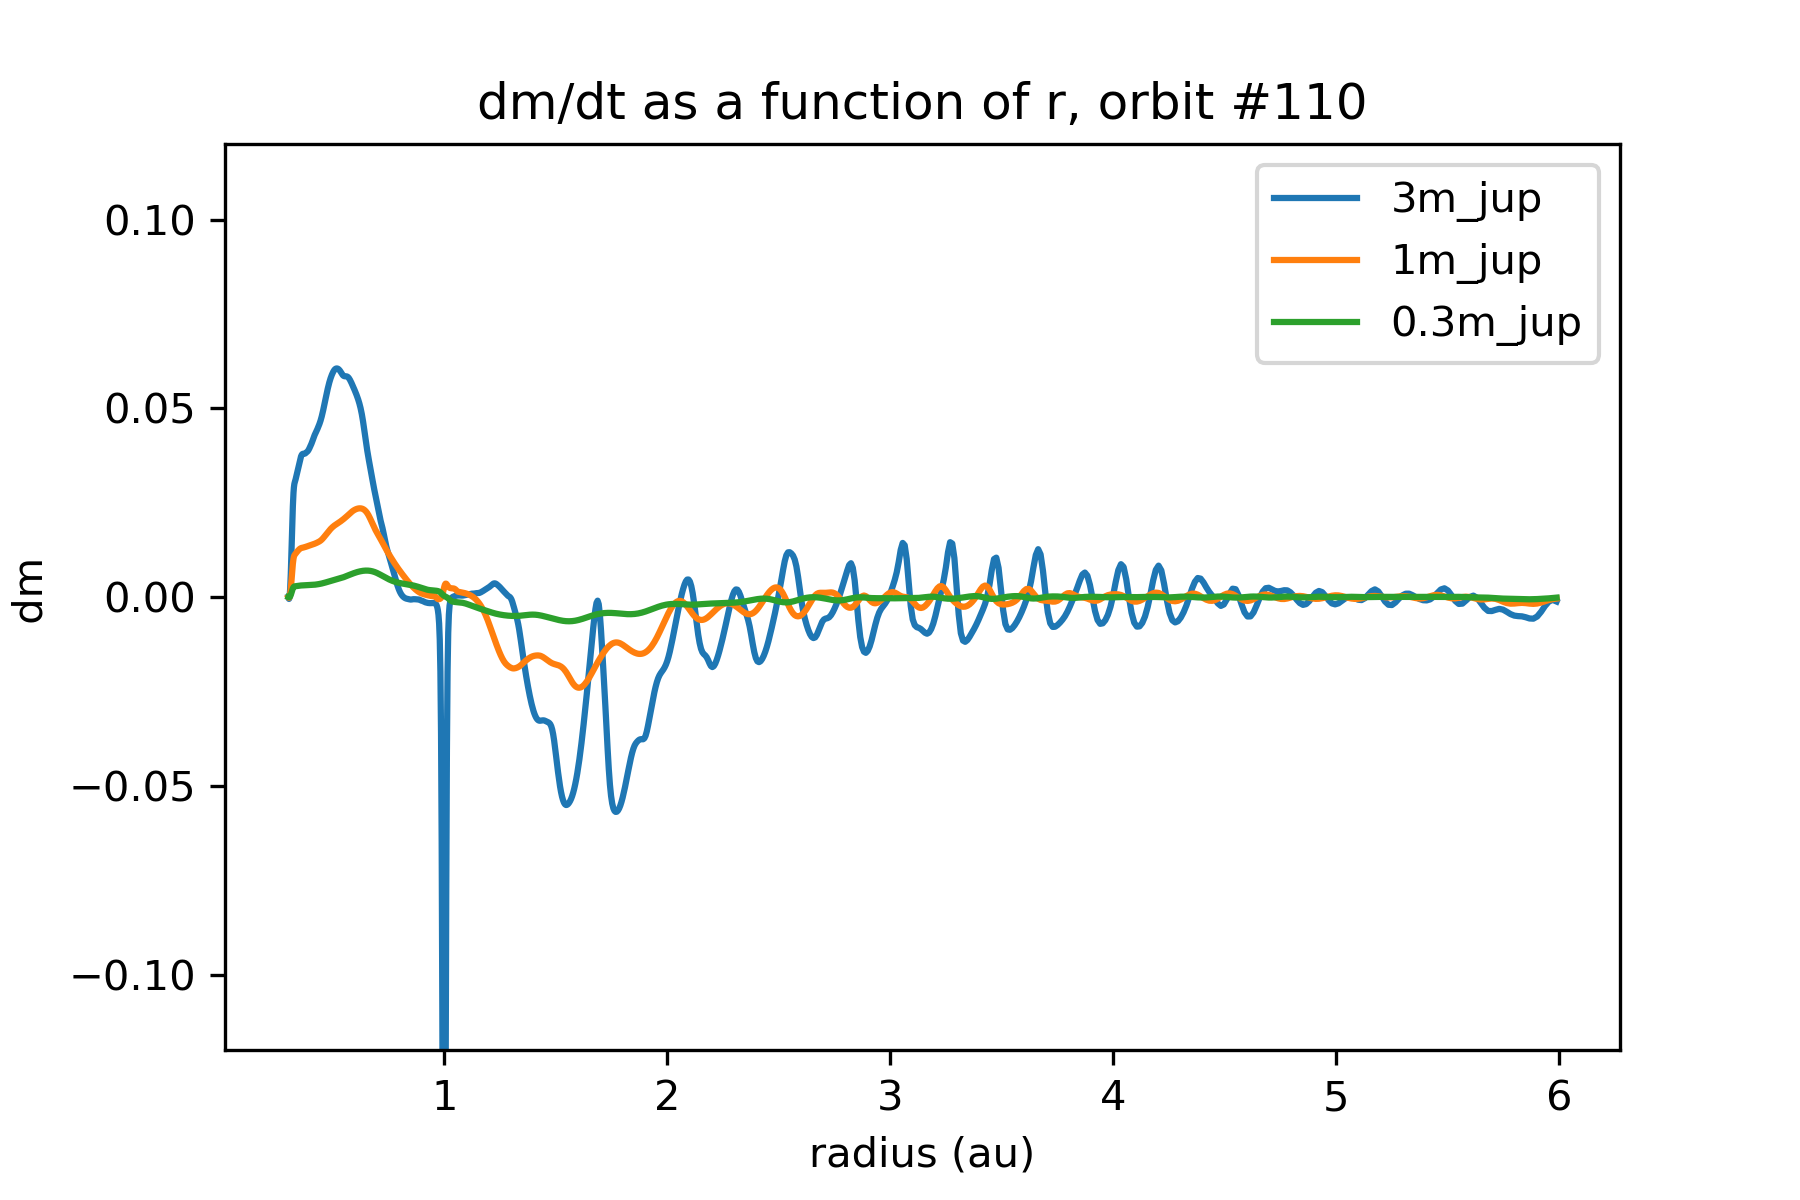 dm/dt as a function of r, orbit #110
3m_jup
1m_jup
0.3m_jup
0.10
0.05
0.00
−0.05
−0.10
dm
1 2 3 4 5 6
radius (au)